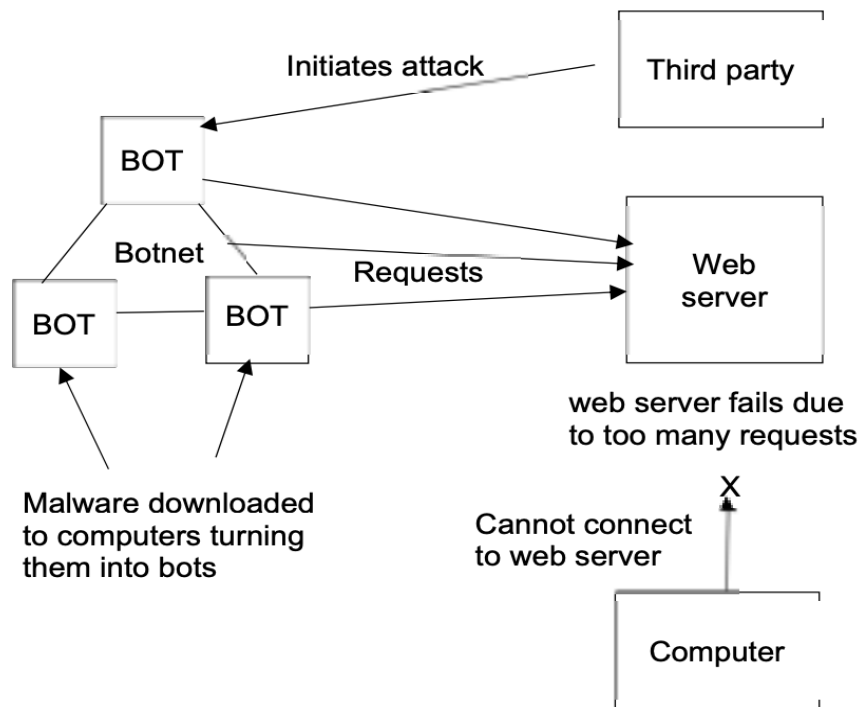 Initiates attack
Third party
BOT
Botnet
Requests
Web
server
BOT
BOT
web server fails due
to too many requests
Malware downloaded
to computers turning
them into bots
X
Cannot connect
to web server
Computer